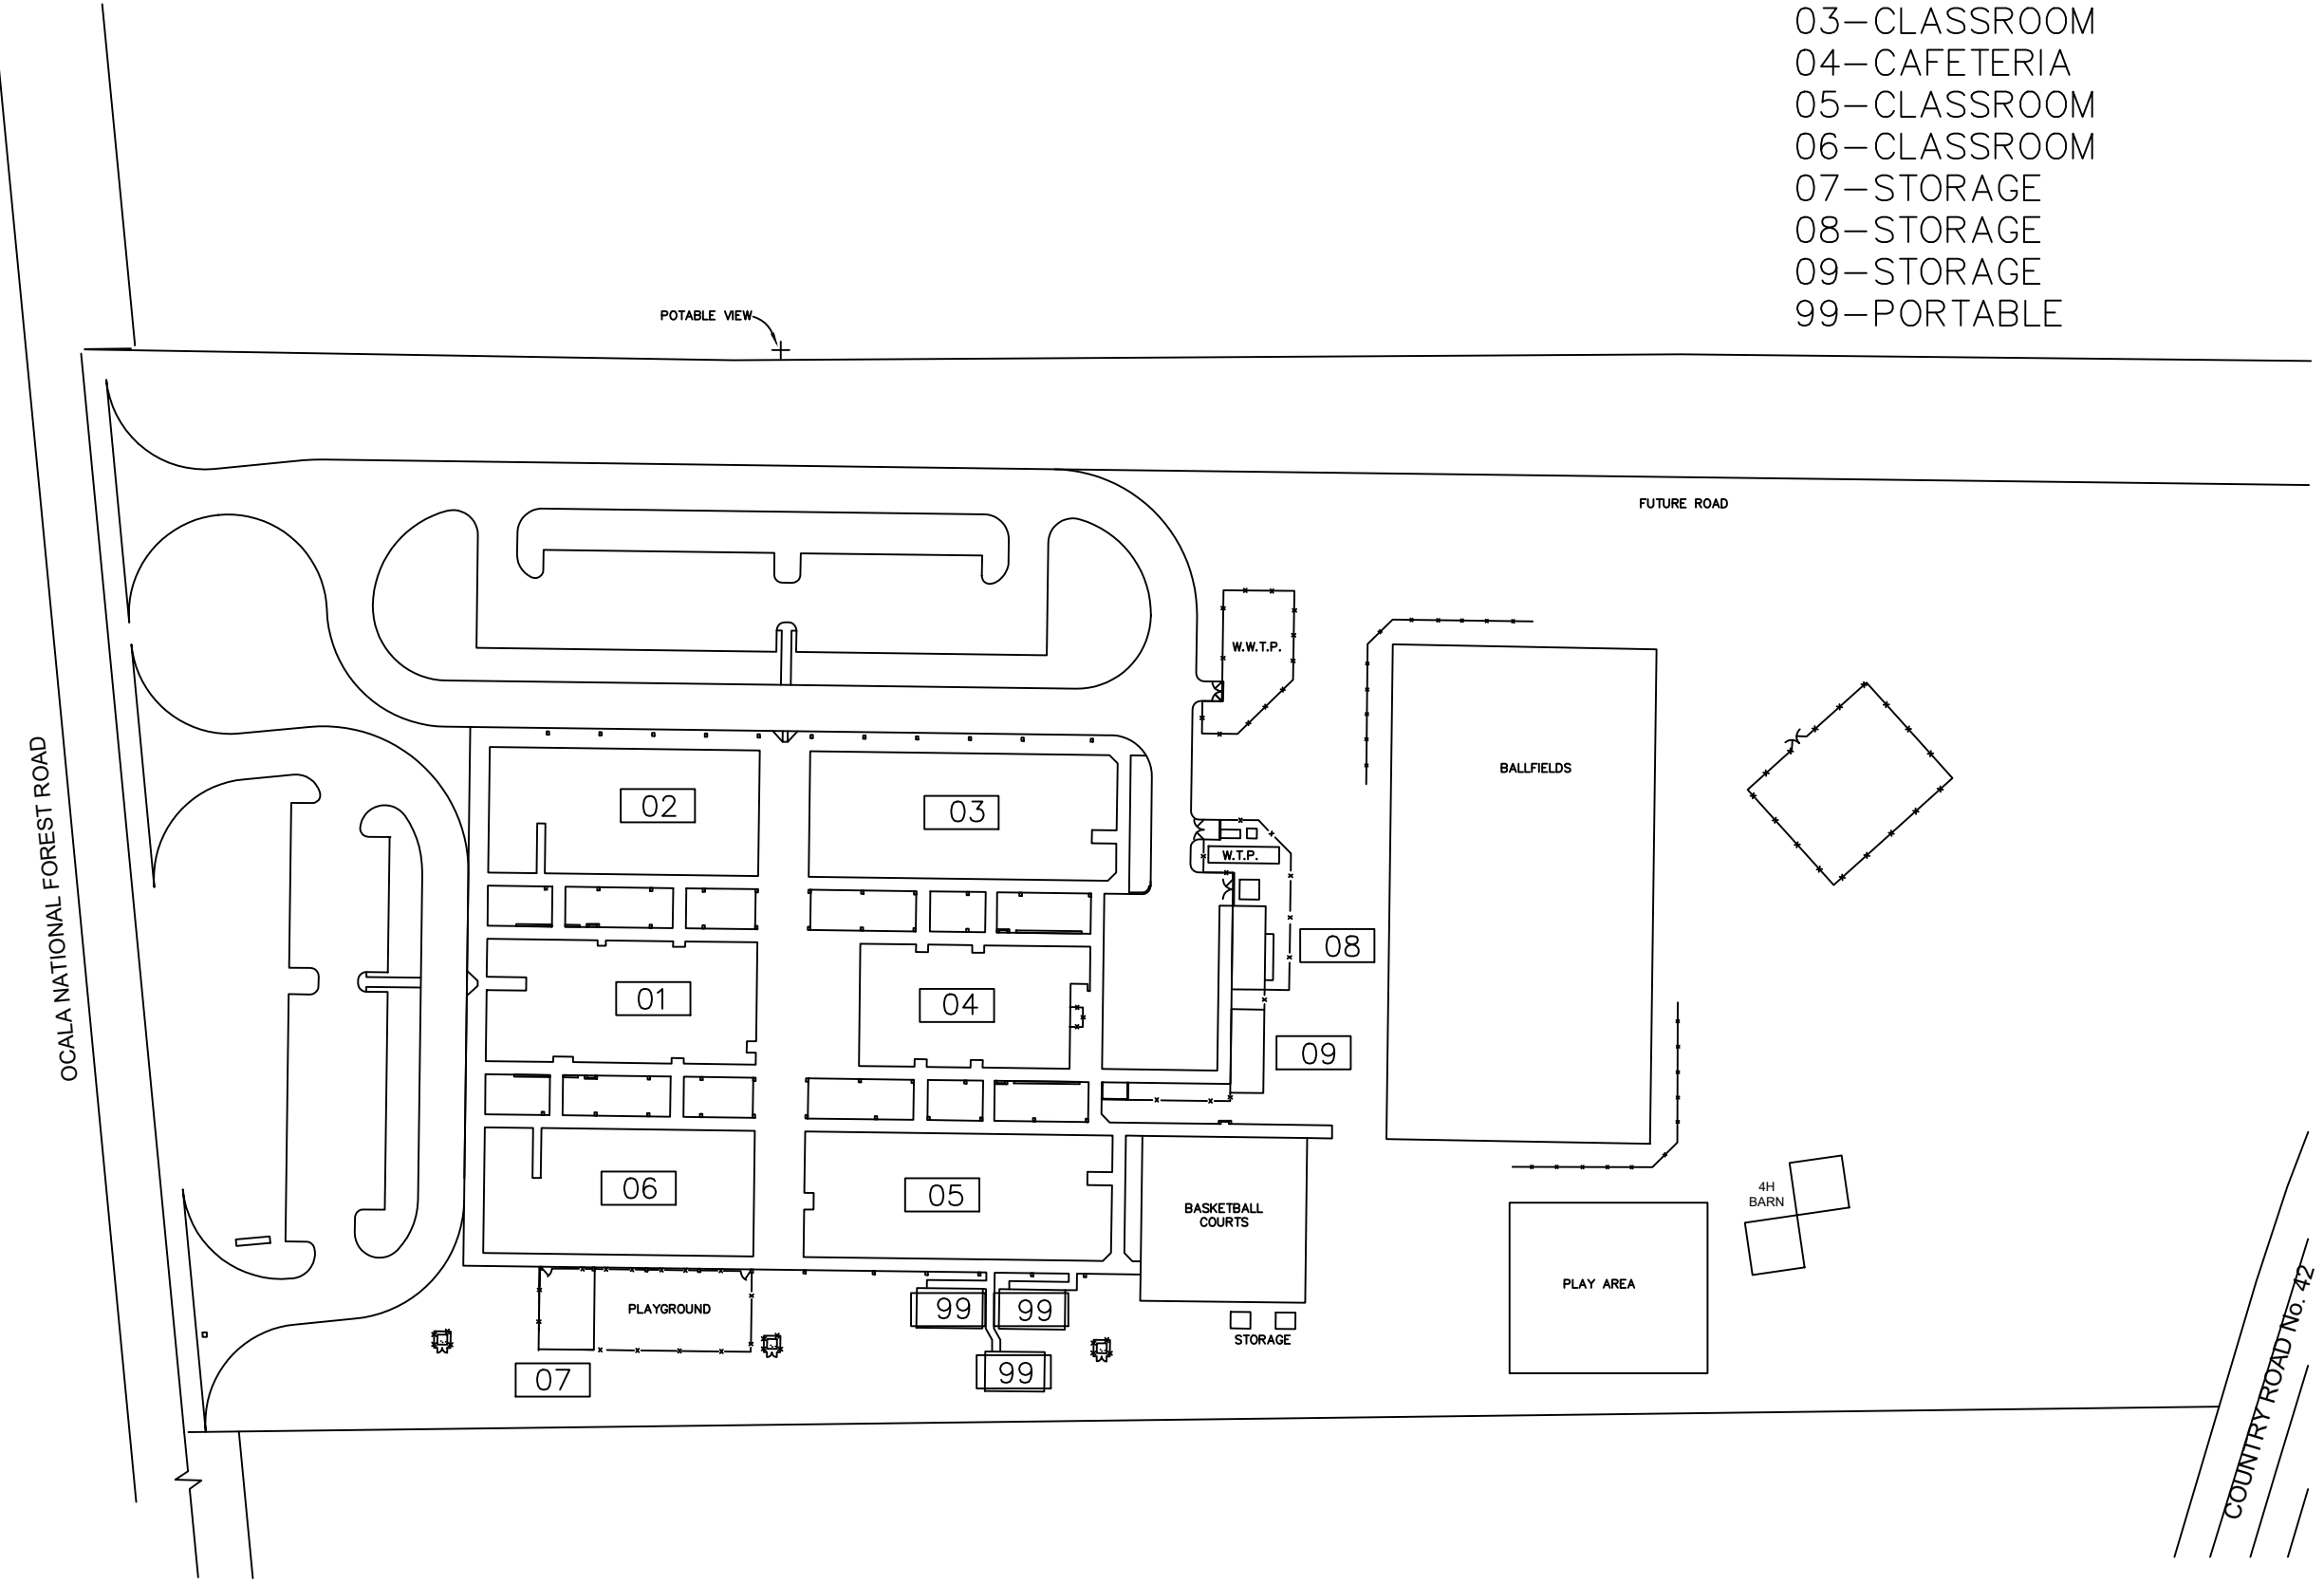 03-CLASSROOM
04-CAFETERIA
05-CLASSROOM
06-CLASSROOM
07-STORAGE
08-STORAGE
09-STORAGE
99-PORTABLE
POTABLE VIEW
FUTURE ROAD
W.W.T.P.
BALLFIELDS
02
03
W.T.P.
OCALA NATIONAL FOREST ROAD
08
01
04
09
06
05
BASKETBALL
COURTS
4H
BARN
PLAY AREA
PLAYGROUND
99
99
STORAGE
07
99
COUNTRY ROAD No. 42